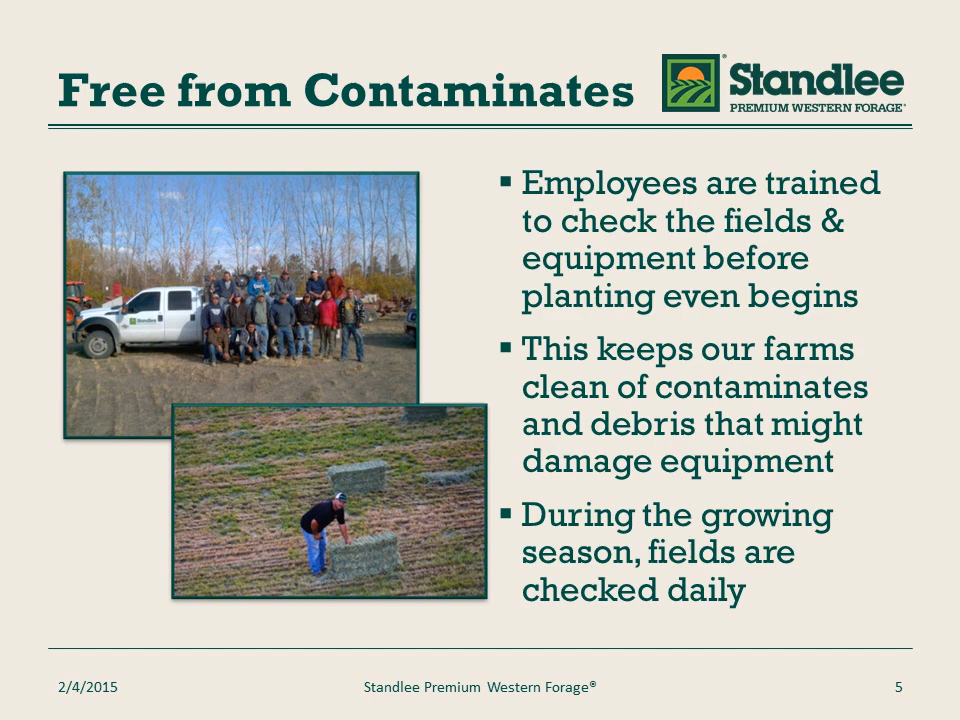 Free from Contaminates
Standlee®
PREMIUM WESTERN FORAGE®
Standlee
▪ Employees are trained
to check the fields &
equipment before
planting even begins
▪ This keeps our farms
clean of contaminates
and debris that might
damage equipment
▪ During the growing
season, fields are
checked daily
2/4/2015
Standlee Premium Western Forage®
5